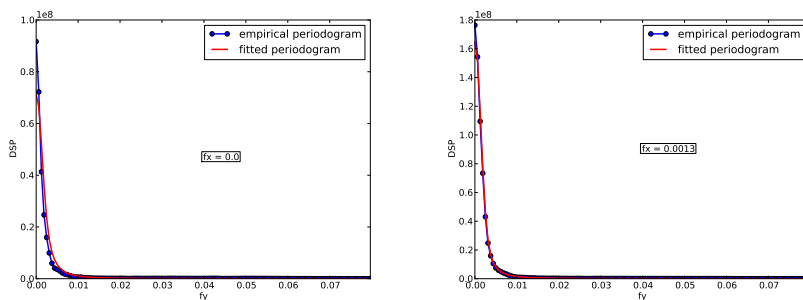 1e8
1.0
0.8
0.6
0.4
0.2
0.0
DSP
0.00 0.01 0.02 0.03 0.04 0.05 0.06 0.07
fy
empirical periodogram
fitted periodogram
fx = 0.0
1e8
1.8
1.6
1.4
1.2
1.0
0.8
0.6
0.4
0.2
0.0
DSP
0.00 0.01 0.02 0.03 0.04 0.05 0.06 0.07
fy
empirical periodogram
fitted periodogram
fx = 0.0013